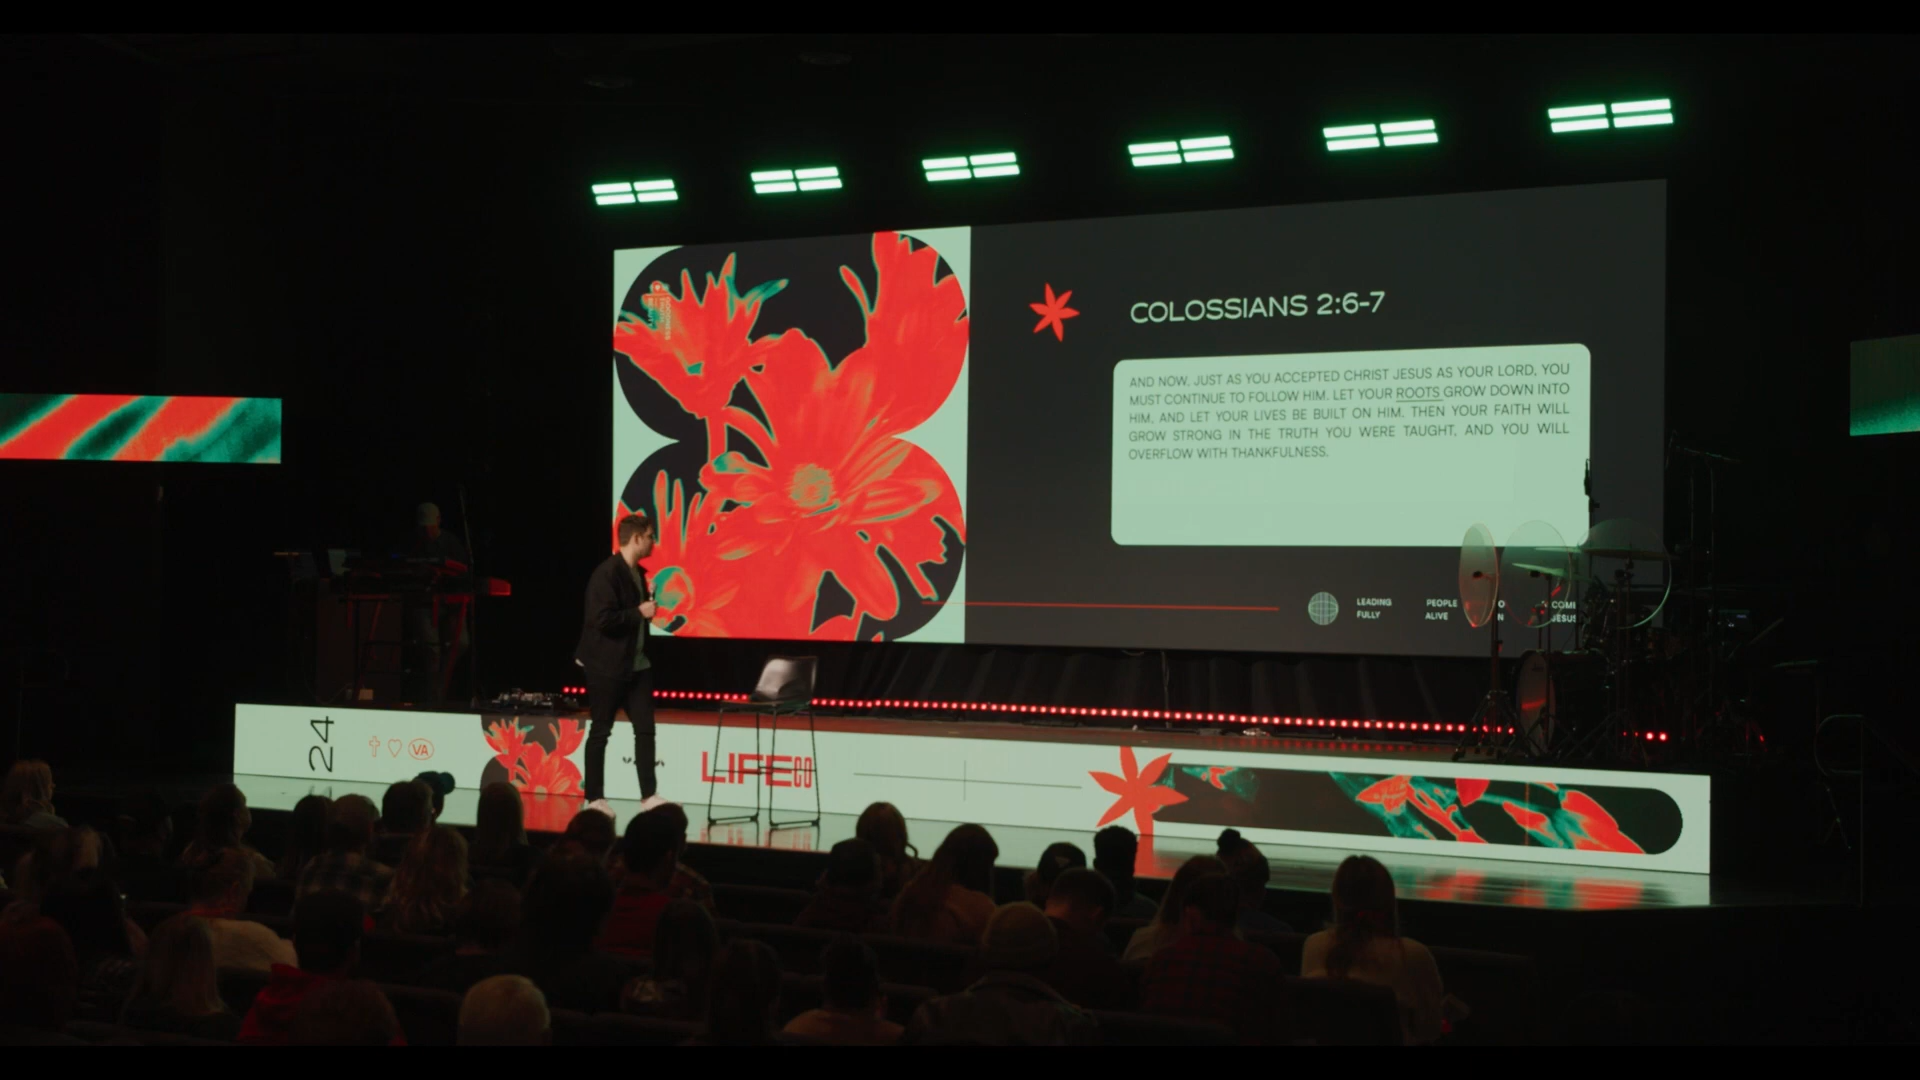 COLOSSIANS 2:6-7
AND NOW, JUST AS YOU ACCEPTED CHRIST JESUS AS YOUR LORD, YOU
MUST CONTINUE TO FOLLOW HIM. LET YOUR ROOTS GROW DOWN INTO
HIM, AND LET YOUR LIVES BE BUILT ON HIM. THEN YOUR FAITH WILL
GROW STRONG IN THE TRUTH YOU WERE TAUGHT, AND YOU WILL
OVERFLOW WITH THANKFULNESS.
LEADING
FULLY
PEOPLE
ALIVE
24
VA
LIFECO